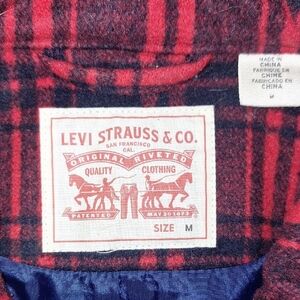 LEVI STRAUSS & CO.
SAN FRANCISCO
CAL.
ORIGINAL RIVETED
QUALITY CLOTHING
PATENTED MAY 20 1873
SIZE M
MADE IN
CHINA
FABRIQUE EN
CHINE
FABRICADO EN
CHINA
M